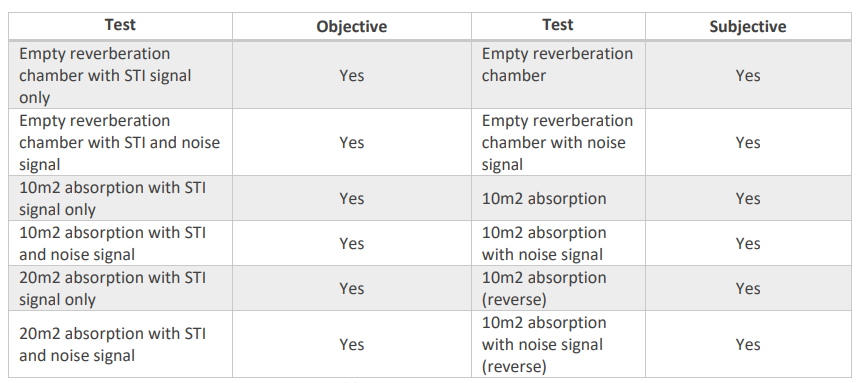 Test Objective Test Subjective
Empty reverberation
chamber with STI signal
only
Yes
Empty reverberation
chamber
Yes
Empty reverberation
chamber with STI and noise
signal
Yes
Empty reverberation
chamber with noise
signal
Yes
10m2 absorption with STI
signal only
Yes
10m2 absorption
Yes
10m2 absorption with STI
and noise signal
Yes
10m2 absorption
with noise signal
Yes
20m2 absorption with STI
signal only
Yes
10m2 absorption
(reverse)
Yes
20m2 absorption with STI
and noise signal
Yes
10m2 absorption
with noise signal
(reverse)
Yes